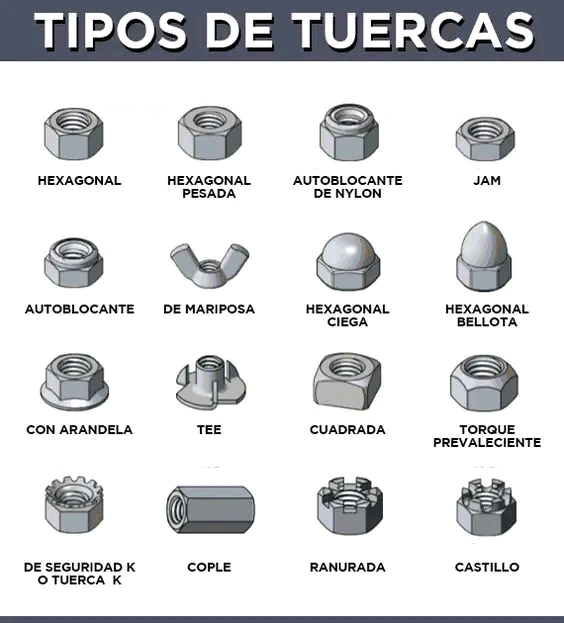 TIPOS DE TUERCAS
HEXAGONAL
HEXAGONAL
PESADA
AUTOBLOCANTE
DE NYLON
JAM
AUTOBLOCANTE
DE MARIPOSA
HEXAGONAL
CIEGA
HEXAGONAL
BELLOTA
CON ARANDELA
TEE
CUADRADA
TORQUE
PREVALECIENTE
DE SEGURIDAD K
O TUERCA K
COPLE
RANURADA
CASTILLO